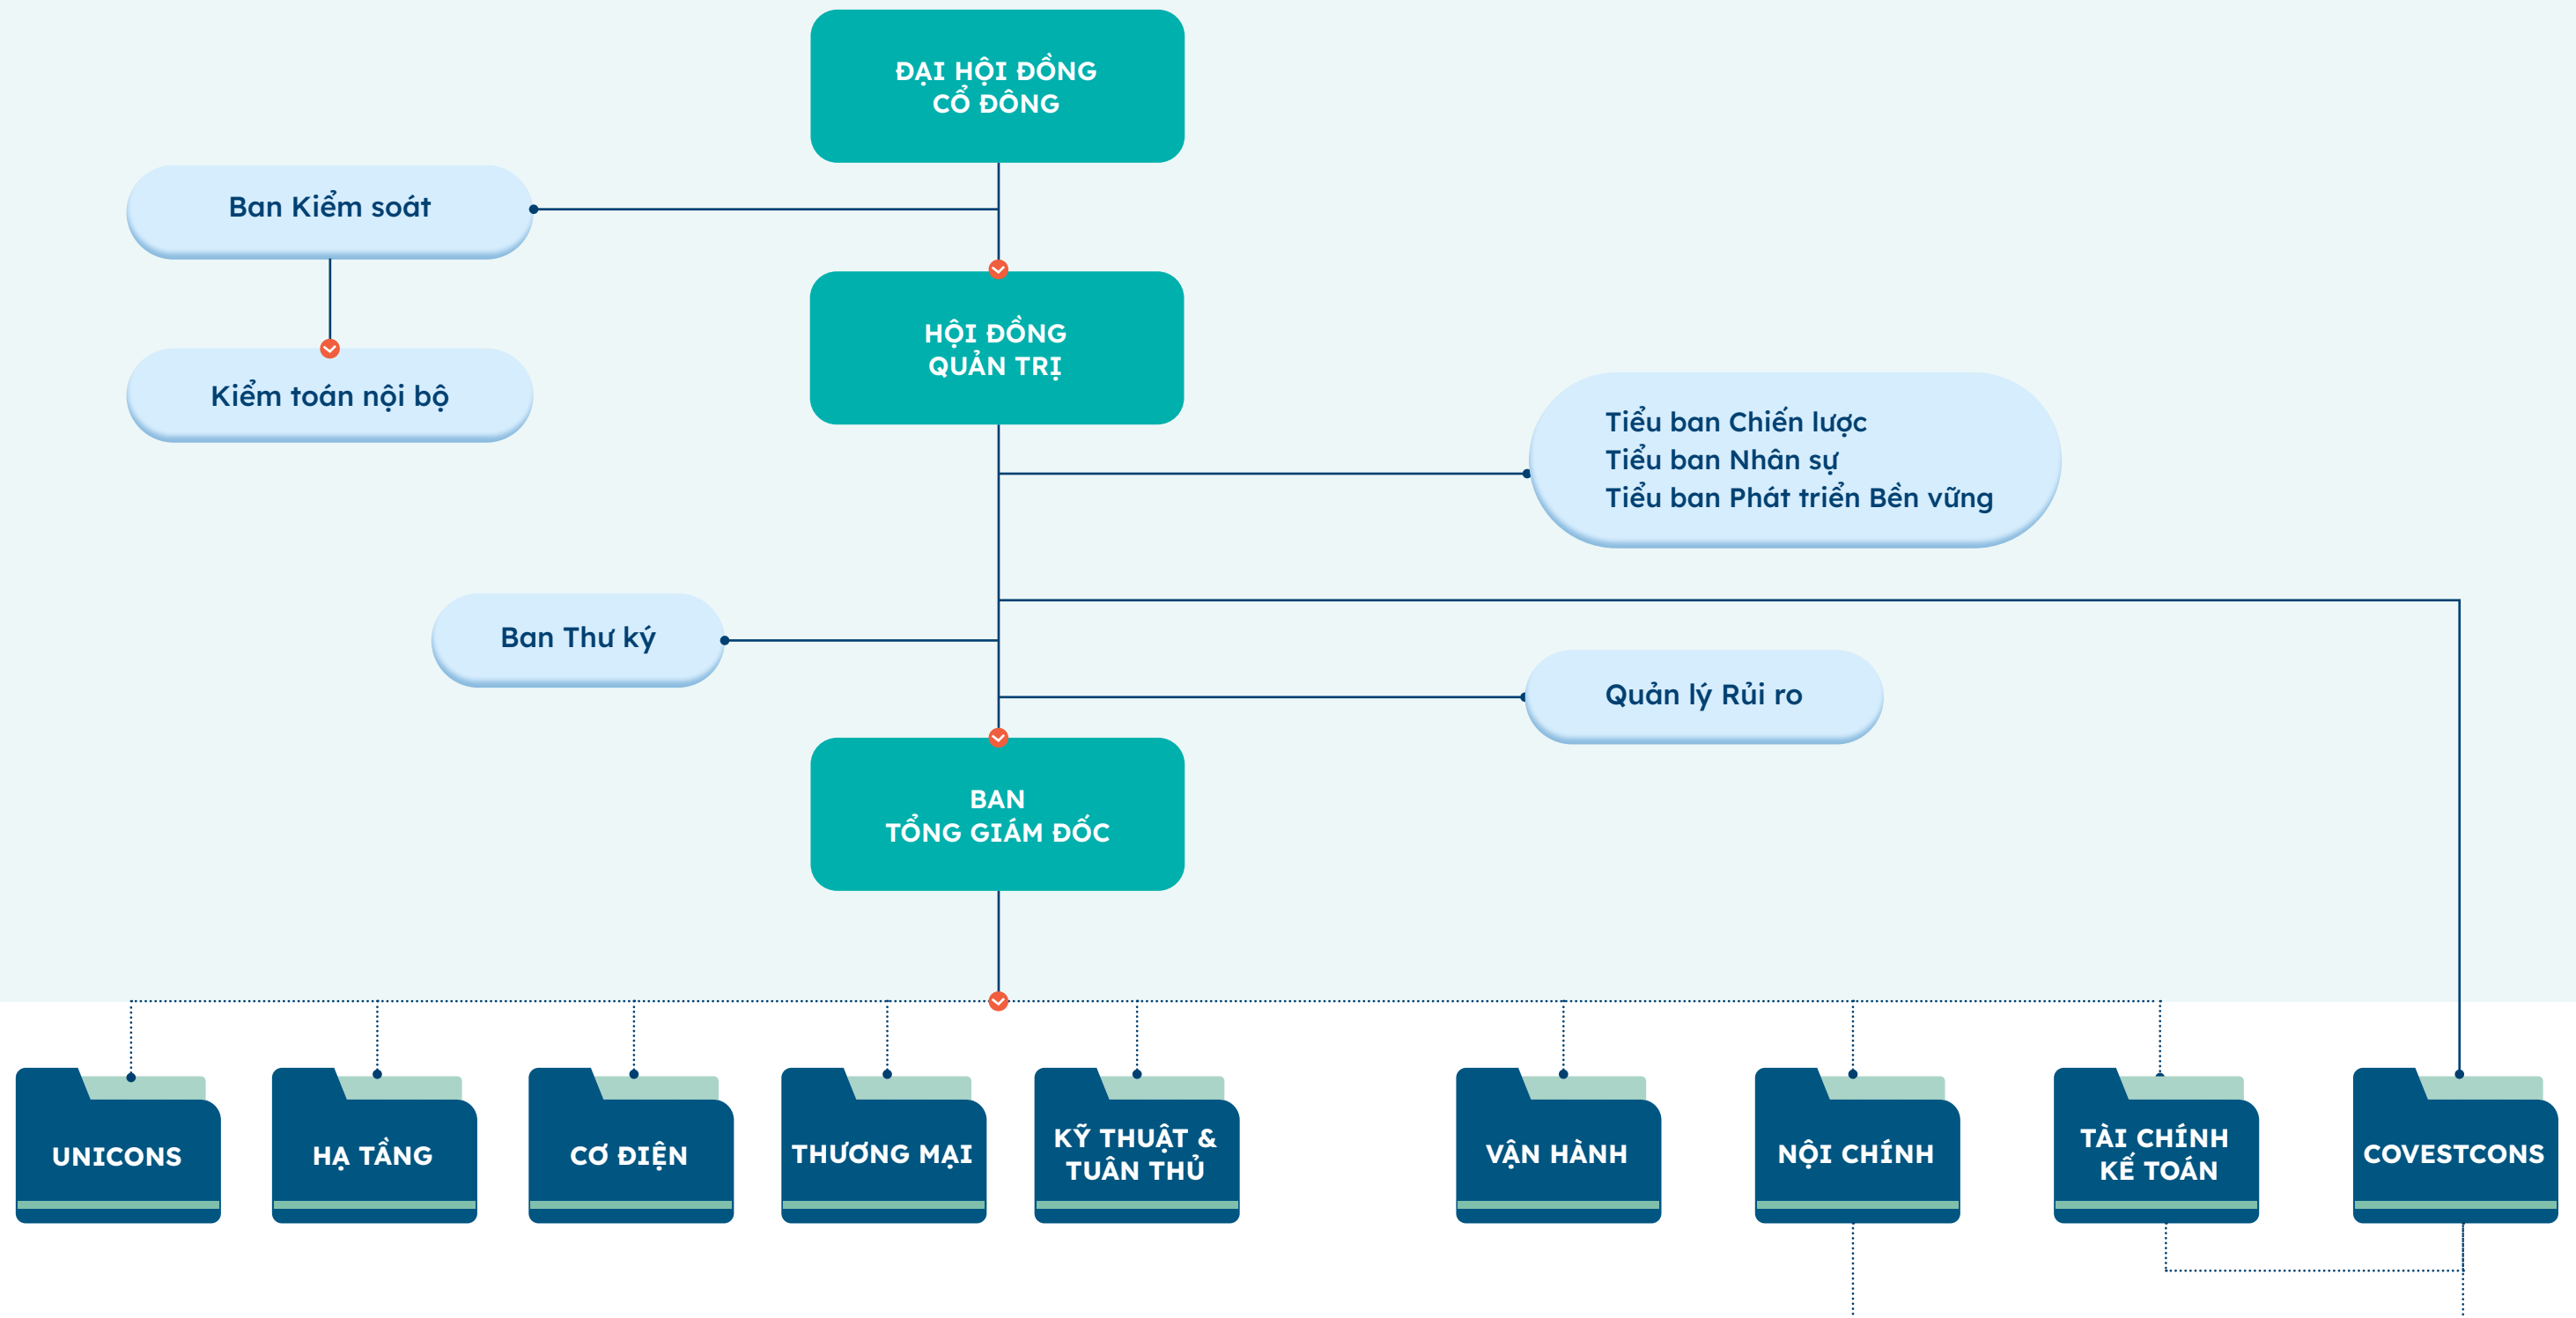 ĐẠI HỘI ĐỒNG
CỔ ĐÔNG
Ban Kiểm soát
HỘI ĐỒNG
QUẢN TRỊ
Kiểm toán nội bộ
Tiểu ban Chiến lược
Tiểu ban Nhân sự
Tiểu ban Phát triển Bền vững
Ban Thư ký
Quản lý Rủi ro
BAN
TỔNG GIÁM ĐỐC
UNICONS
HẠ TẦNG
CƠ ĐIỆN
THƯƠNG MẠI
KỸ THUẬT &
TUÂN THỦ
VẬN HÀNH
NỘI CHÍNH
TÀI CHÍNH
KẾ TOÁN
COVESTCONS